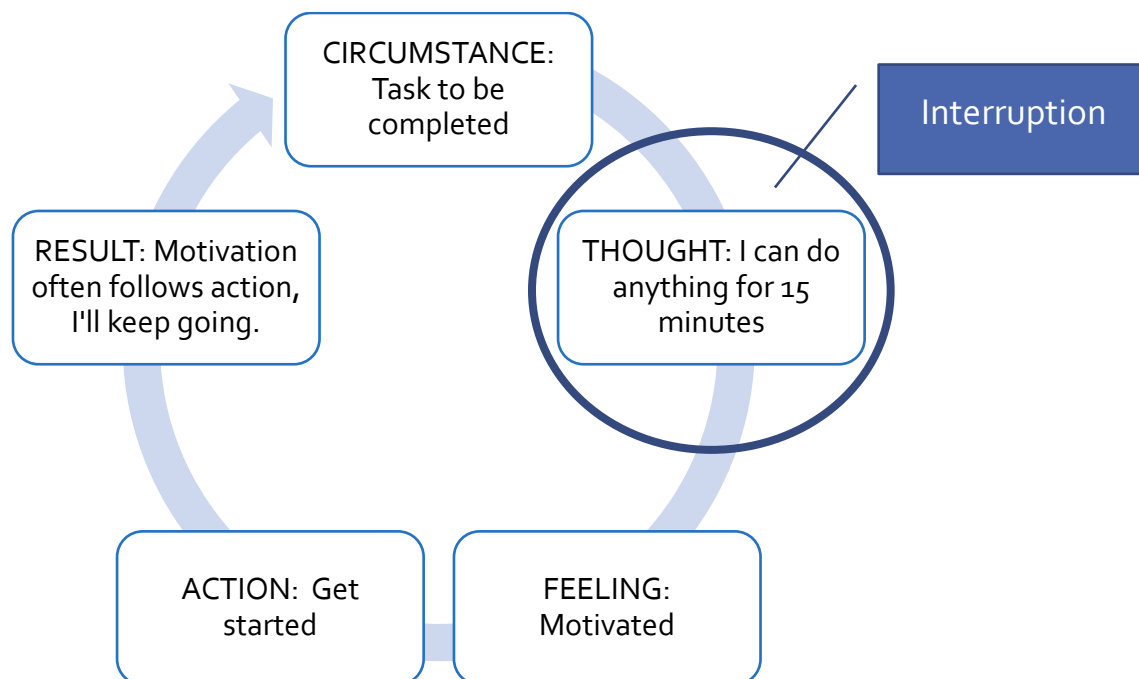 CIRCUMSTANCE:
Task to be
completed
Interruption
THOUGHT: I can do
anything for 15
minutes
FEELING:
Motivated
ACTION:  Get
started
RESULT: Motivation
often follows action,
I'll keep going.